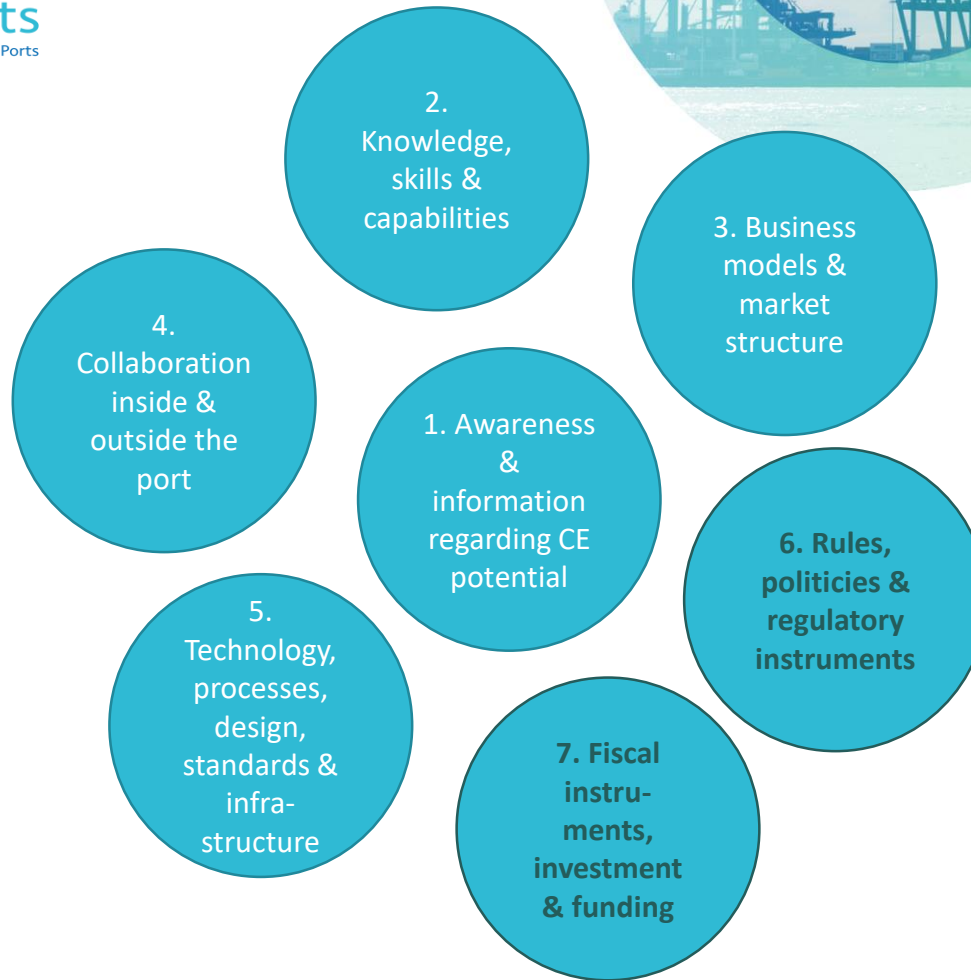 ts
Ports
2.
Knowledge,
skills &
capabilities
3. Business
models &
market
structure
4.
Collaboration
inside &
outside the
port
1. Awareness
&
information
regarding CE
potential
6. Rules,
politicies &
regulatory
instruments
5.
Technology,
processes,
design,
standards &
infra-
structure
7. Fiscal
instru-
ments,
investment
& funding